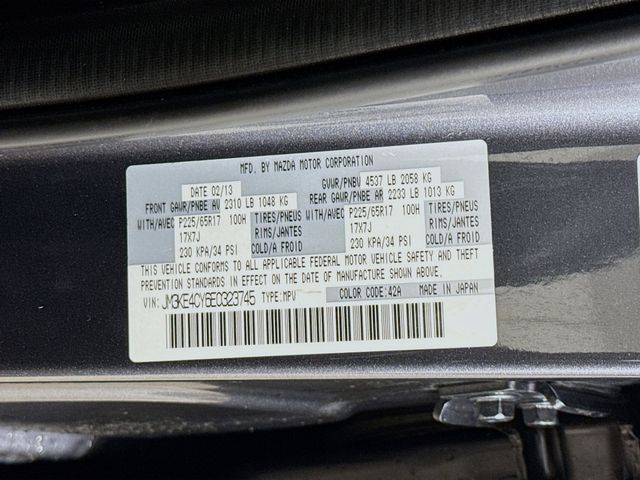 MFD. BY MAZDA MOTOR CORPORATION
DATE 02/13 GVWR/PNBV 4537 LB 2058 KG
FRONT GAWR/PNBE AV 2310 LB 1048 KG REAR GAWR/PNBE AR 2233 LB 1013 KG
WITH/AVEC P225/65R17 100H TIRES/PNEUS WITH/AVEC P225/65R17 100H TIRES/PNEUS
17X7J RIMS/JANTES 17X7J RIMS/JANTES
230 KPA/34 PSI COLD/A FROID 230 KPA/34 PSI COLD/A FROID
THIS VEHICLE CONFORMS TO ALL APPLICABLE FEDERAL MOTOR VEHICLE SAFETY AND THEFT
PREVENTION STANDARDS IN EFFECT ON THE DATE OF MANUFACTURE SHOWN ABOVE.
VIN: JM3KE4CY6E0323745 TYPE:MPV COLOR CODE:42A MADE IN JAPAN